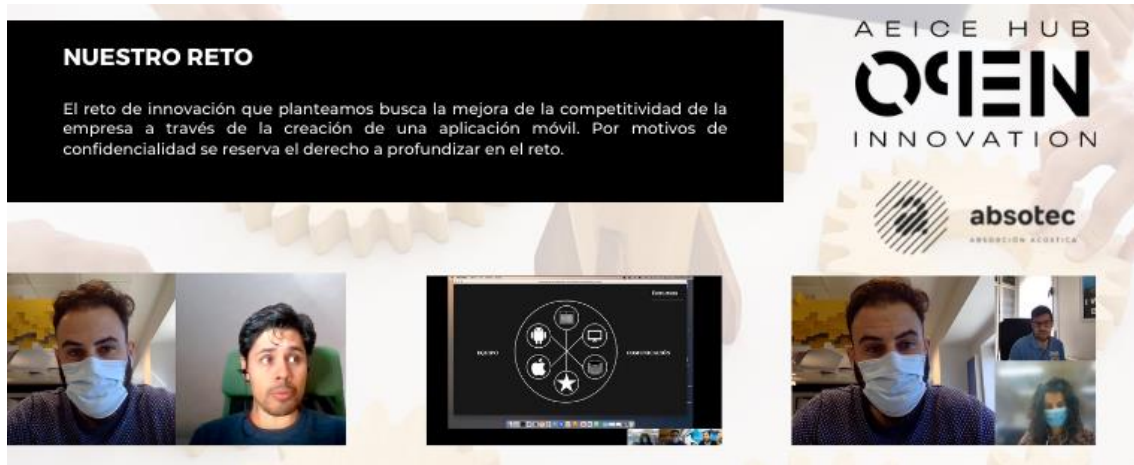 NUESTRO RETO
El reto de innovación que planteamos busca la mejora de la competitividad de la
empresa a través de la creación de una aplicación móvil. Por motivos de
confidencialidad se reserva el derecho a profundizar en el reto.
AEICE HUB
OPEN
INNOVATION
absotec
ABSORCIÓN ACÚSTICA
EQUIPO
COMUNICACIÓN